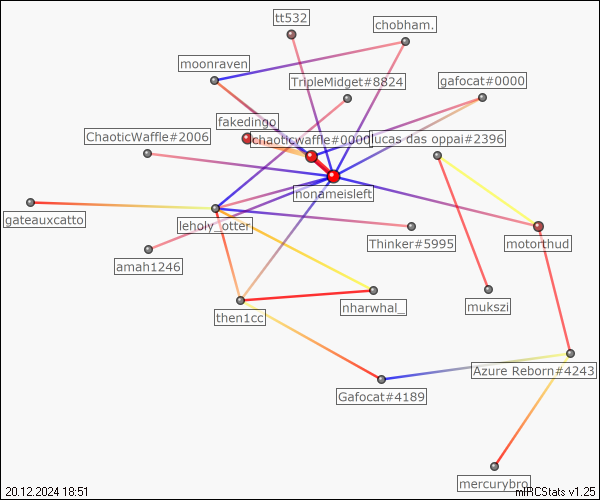 tt532
chobham.
moonraven
TripleMidget#8824
gafocat#0000
fakedingo
ChaoticWaffle#2006
chaoticwaffle#0000
lucas das oppai#2396
nonameisleft
gateauxcatto
leholy_otter
Thinker#5995
motorthud
amah1246
nharwhal_
mukszi
then1cc
Azure Reborn#4243
Gafocat#4189
mercurybro
20.12.2024 18:51
mIRCStats v1.25